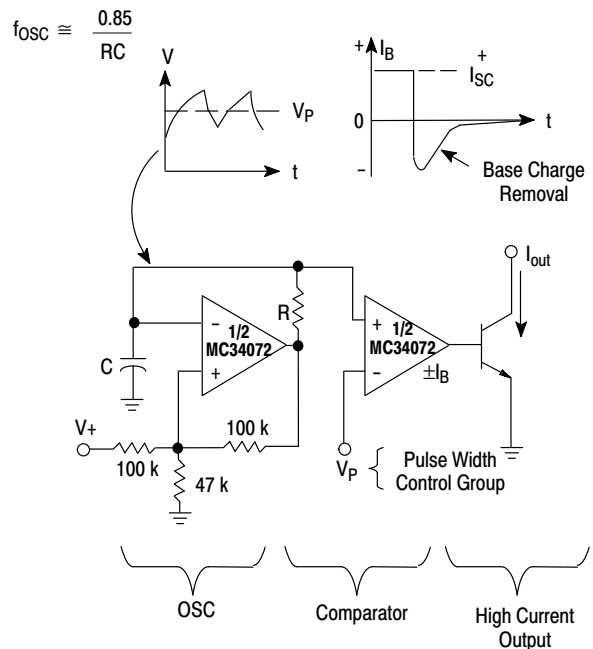 fOSC ≅ 0.85
RC
V
VP
t
+ IB
+
ISC
0
t
–
Base Charge
Removal
Iout
R
–
1/2
MC34072
+
+
1/2
MC34072
–
±IB
C
V+
100 k
100 k
47 k
VP
Pulse Width
Control Group
OSC
Comparator
High Current
Output